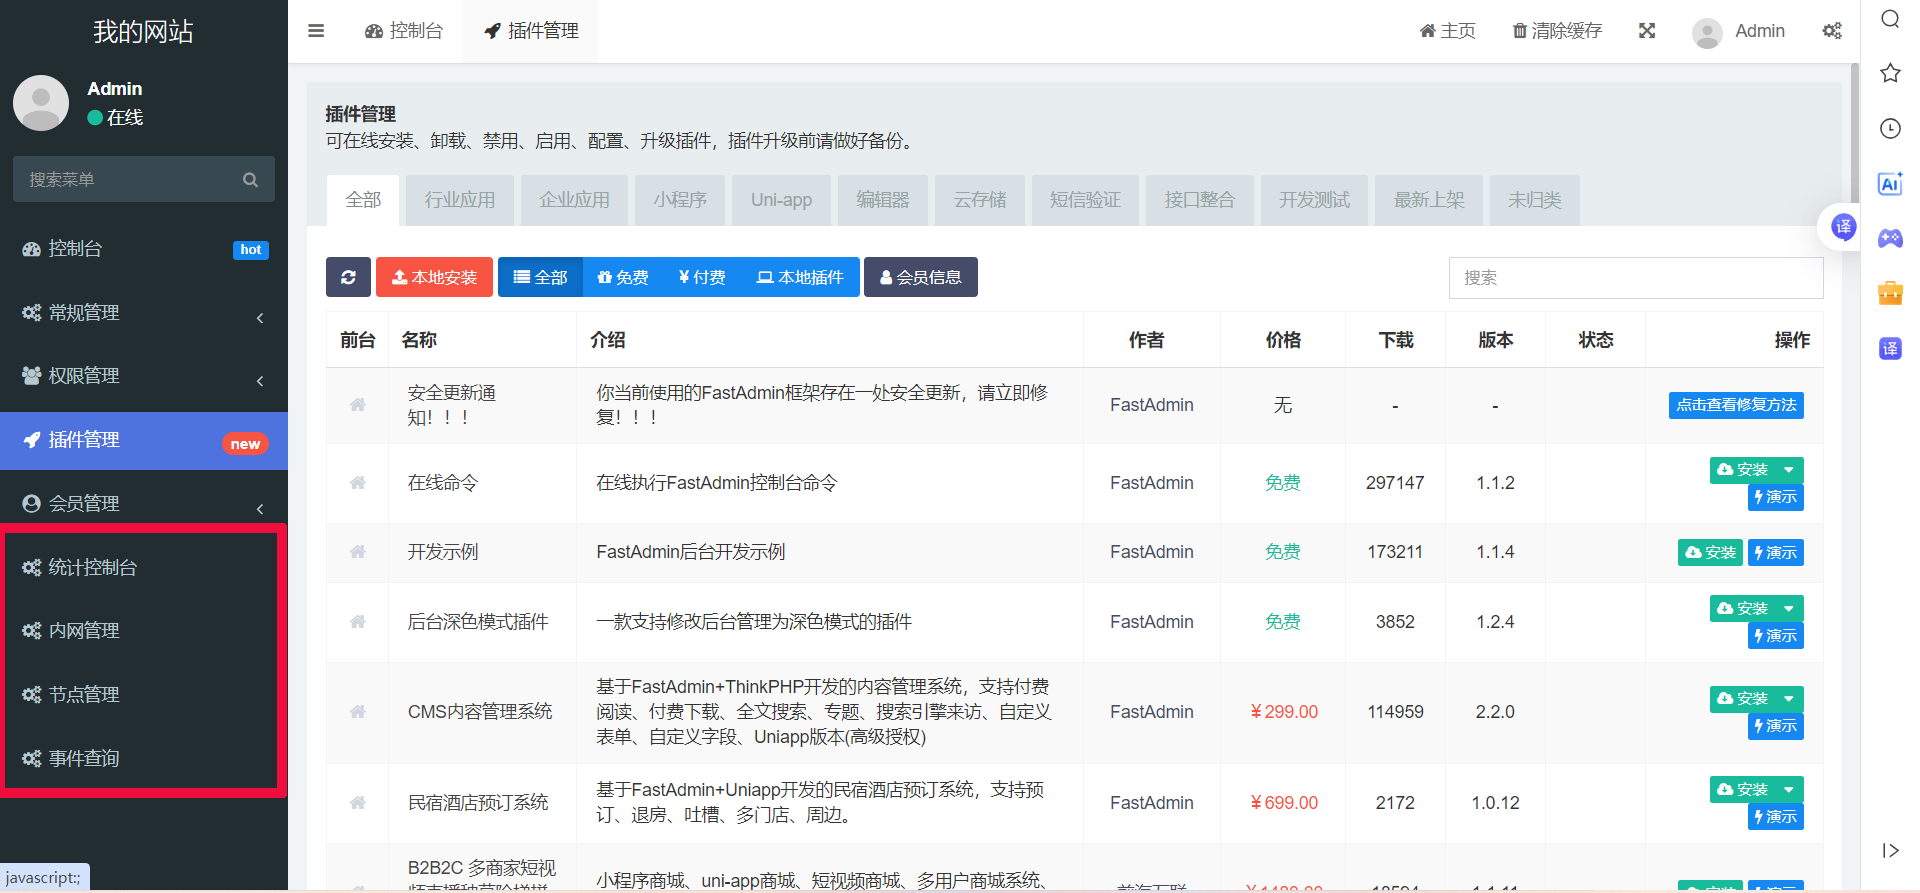 我的网站
Admin
在线
搜索菜单
控制台 hot
常规管理
权限管理
插件管理 new
会员管理
统计控制台
内网管理
节点管理
事件查询
javascript:;
控制台 插件管理 主页 清除缓存 Admin
插件管理
可在线安装、卸载、禁用、启用、配置、升级插件，插件升级前请做好备份。
全部 行业应用 企业应用 小程序 Uni-app 编辑器 云存储 短信验证 接口整合 开发测试 最新上架 未归类
本地安装 全部 免费 ¥付费 本地插件 会员信息 搜索
前台 名称 介绍 作者 价格 下载 版本 状态 操作
安全更新通
知！！！
你当前使用的FastAdmin框架存在一处安全更新，请立即修
复！！！
FastAdmin 无 - - 点击查看修复方法
在线命令 在线执行FastAdmin控制台命令 FastAdmin 免费 297147 1.1.2 安装
演示
开发示例 FastAdmin后台开发示例 FastAdmin 免费 173211 1.1.4 安装 演示
后台深色模式插件 一款支持修改后台管理为深色模式的插件 FastAdmin 免费 3852 1.2.4 安装
演示
CMS内容管理系统
基于FastAdmin+ThinkPHP开发的内容管理系统，支持付费
阅读、付费下载、全文搜索、专题、搜索引擎来访、自定义
表单、自定义字段、Uniapp版本(高级授权)
FastAdmin ¥299.00 114959 2.2.0 安装
演示
民宿酒店预订系统
基于FastAdmin+Uniapp开发的民宿酒店预订系统，支持预
订、退房、吐槽、多门店、周边。
FastAdmin ¥699.00 2172 1.0.12 安装
演示
B2B2C 多商家短视
小程序商城、uni-app商城、短视频商城、多用户商城系统、
AI
译
译